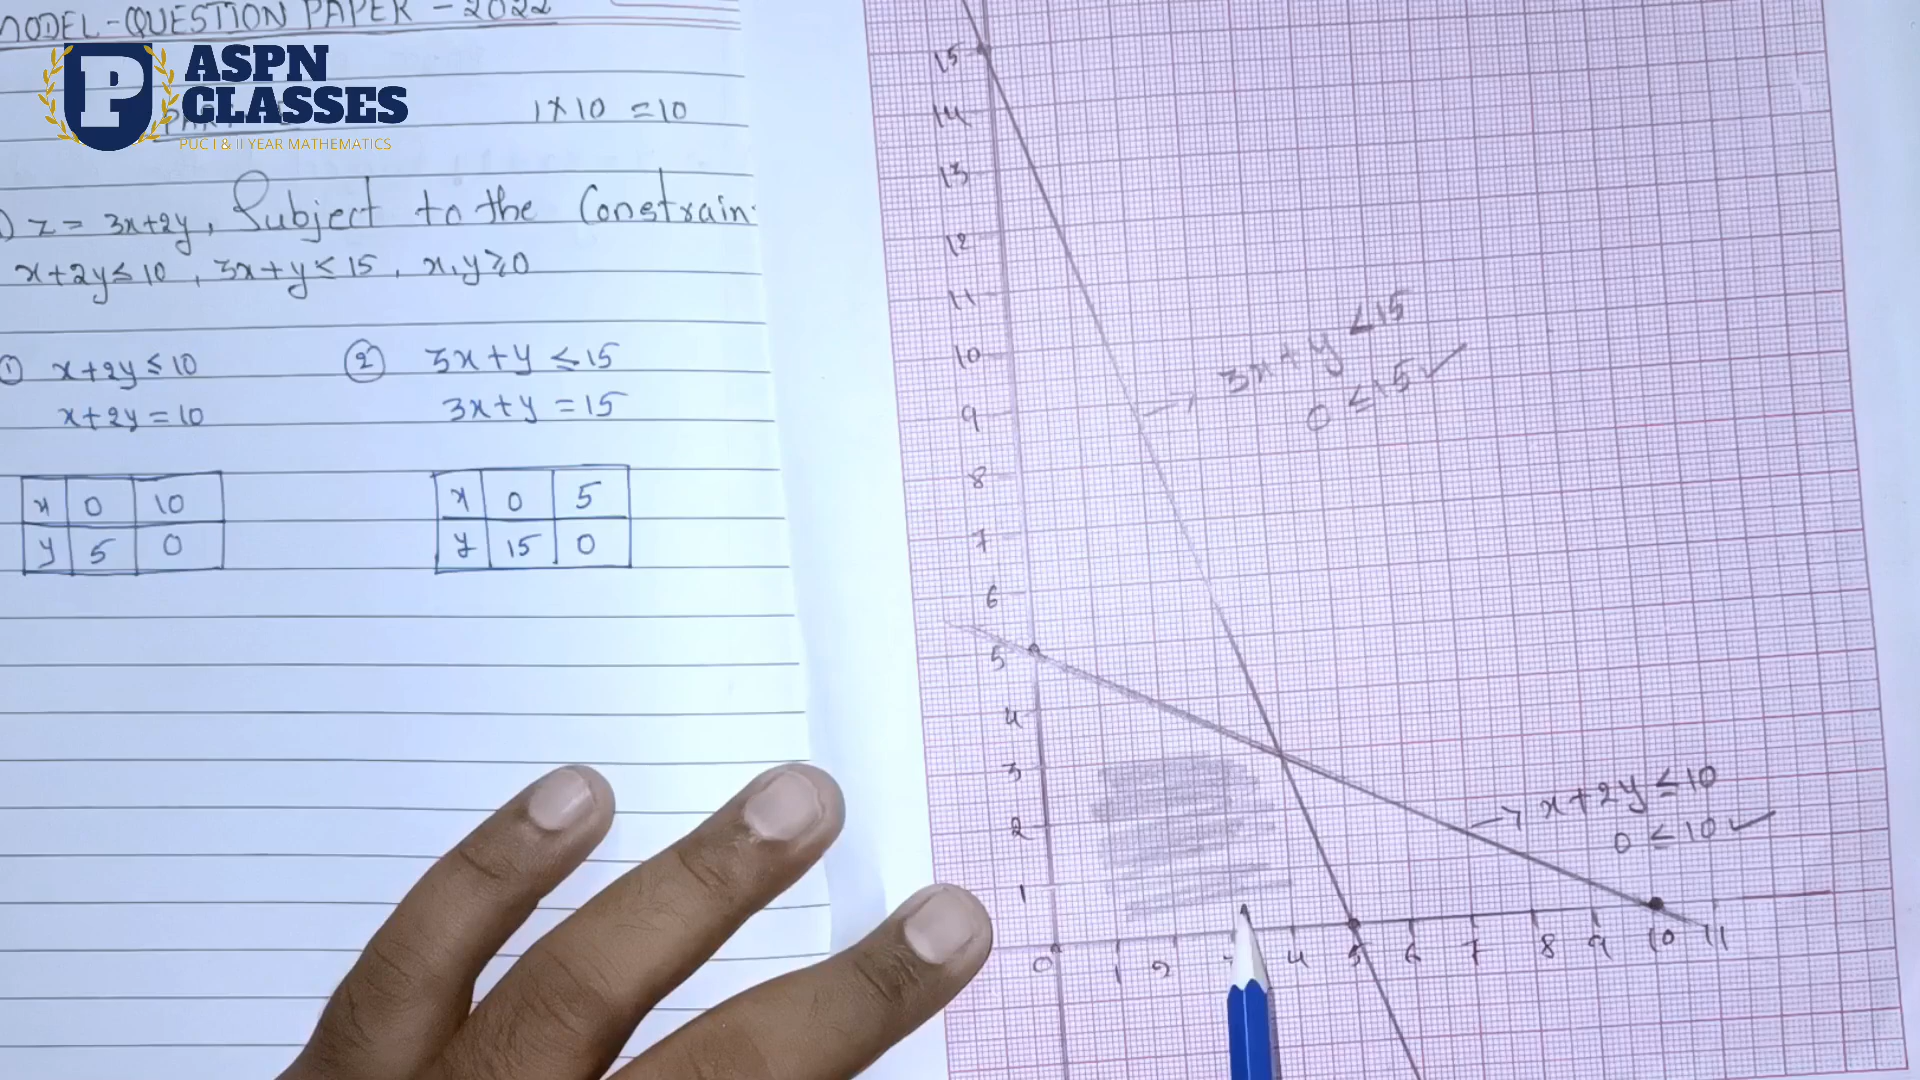 MODEL-QUESTION PAPER - 2022
ASPN
CLASSES
PUC I & II YEAR MATHEMATICS
1×10 = 10
) z = 3x+2y, Subject to the Constrain
x+2y≤10, 3x+y<15, x,y≥0
① x+2y≤10
② 3x+y≤15
x+2y=10
3x+y=15
x 0 10
y 5 0
x 0 5
y 15 0
15
14
13
12
11
10
9
8
7
6
5
4
3
2
1
3x+y<15
0≤15✓
x+2y≤10
0≤10✓
0 1 2 4 5 6 7 8 9 10 11